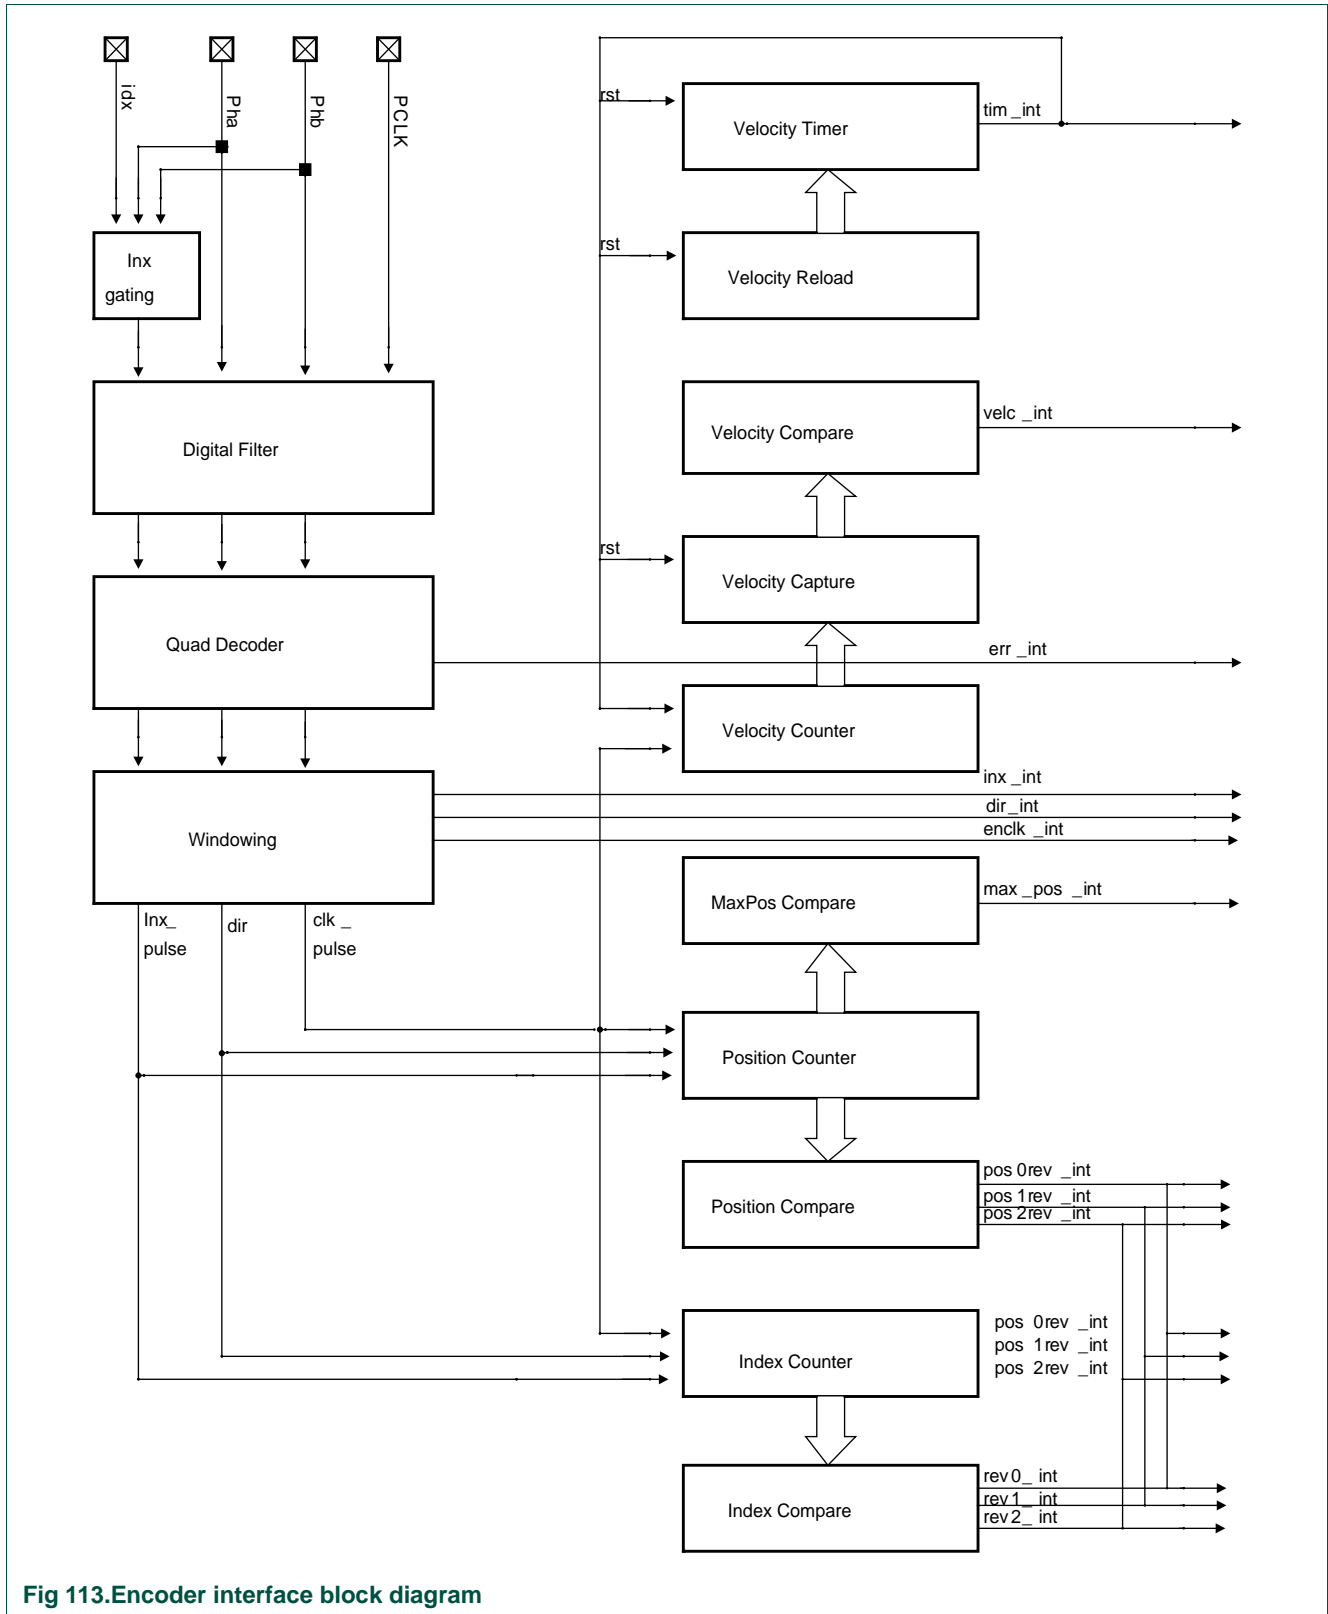 idx
Pha
Phb
PCLK
rst
Velocity Timer
tim _int
Inx
gating
rst
Velocity Reload
Digital Filter
Velocity Compare
velc _int
rst
Velocity Capture
Quad Decoder
err _int
Velocity Counter
Windowing
inx _int
dir _int
enclk _int
MaxPos Compare
max _pos _int
Inx_
pulse
dir
clk _
pulse
Position Counter
Position Compare
pos 0rev _int
pos 1rev _int
pos 2rev _int
Index Counter
pos 0rev _int
pos 1rev _int
pos 2rev _int
Index Compare
rev0_ int
rev1_ int
rev2_ int
Fig 113.Encoder interface block diagram